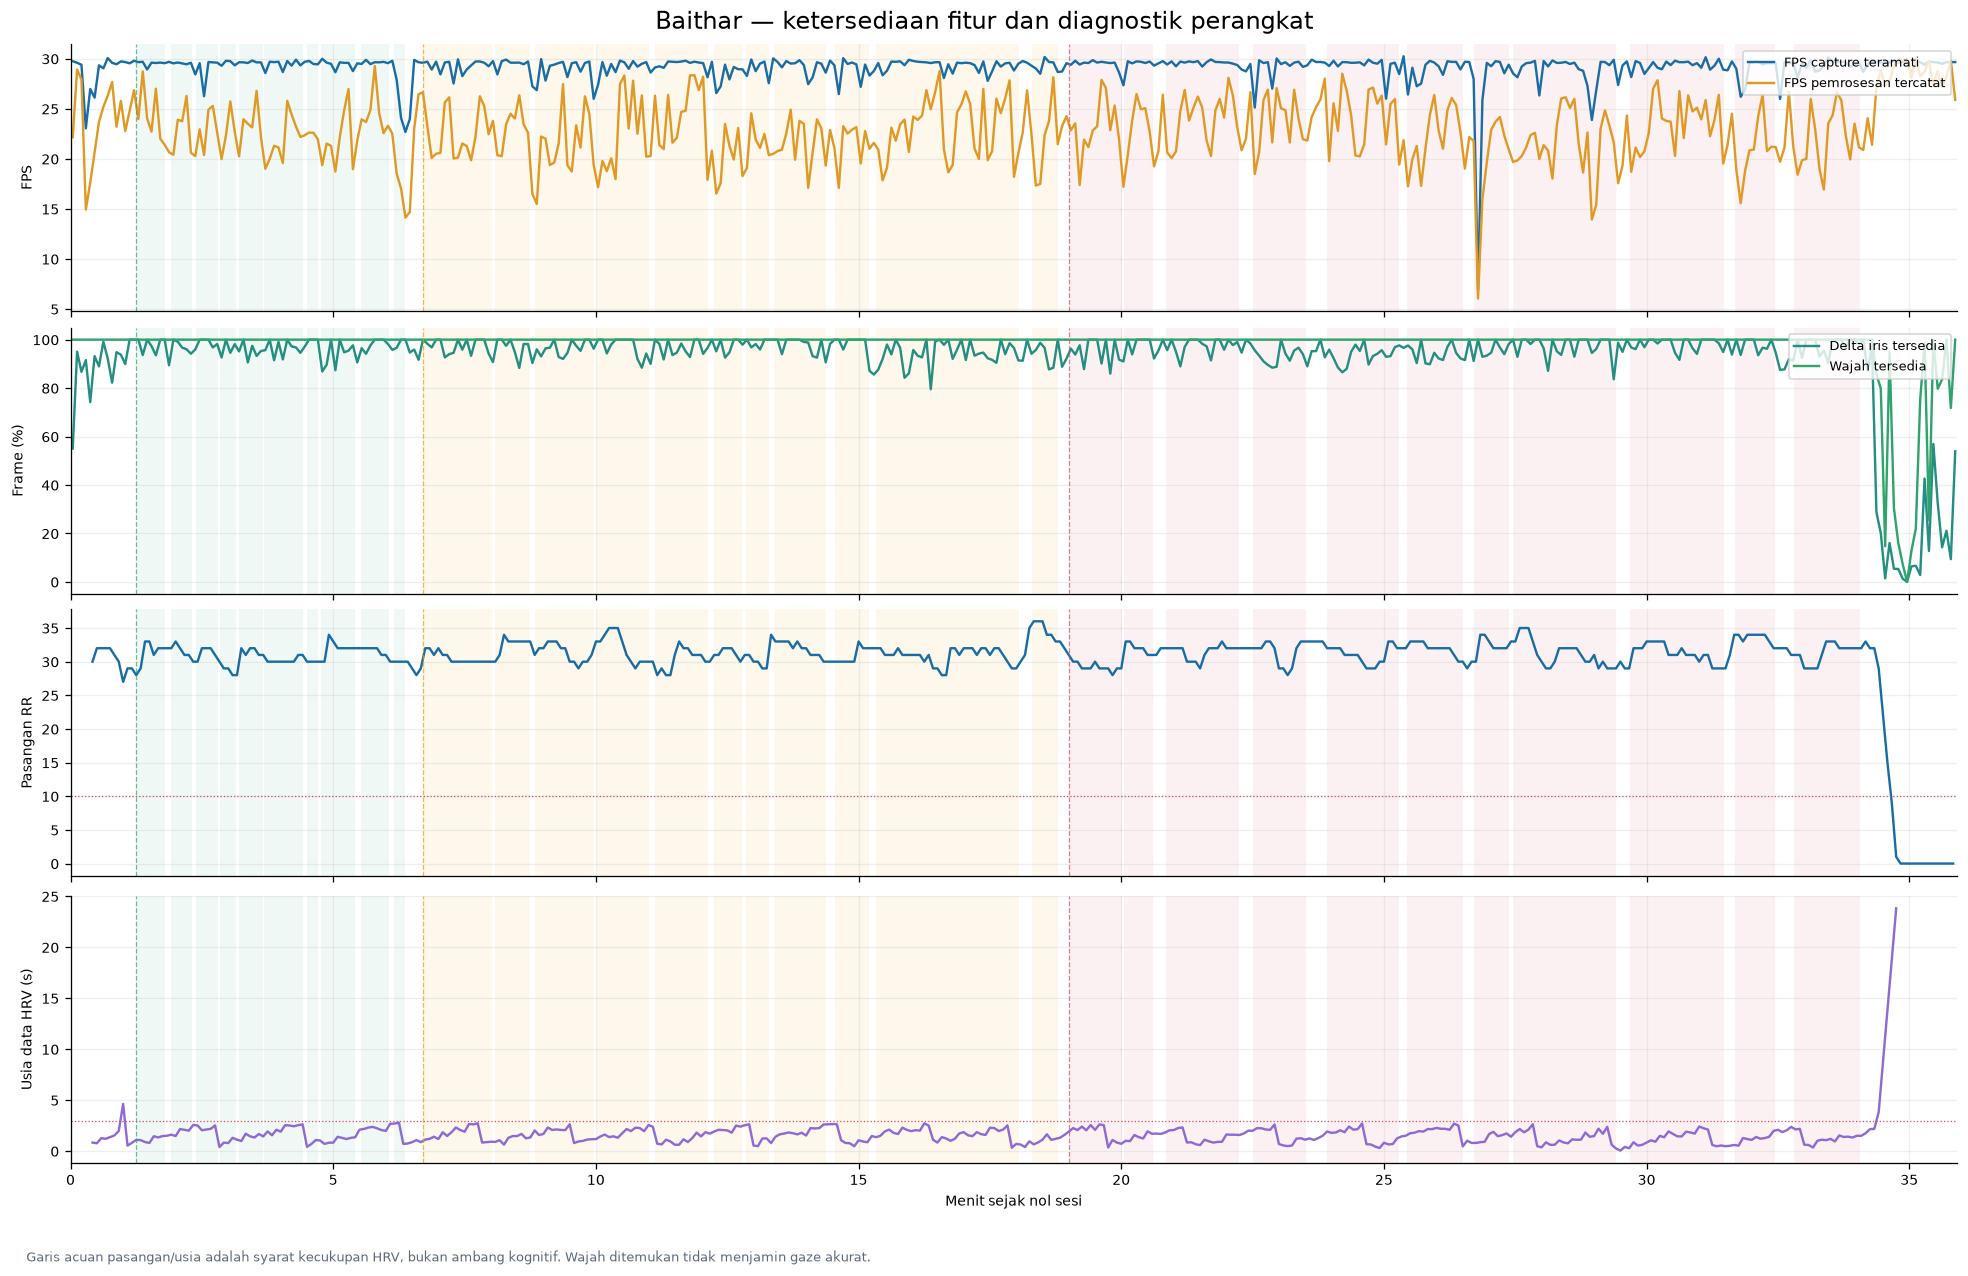 Baithar — ketersediaan fitur dan diagnostik perangkat
30
25
20
15
10
5
FPS
FPS capture teramati
FPS pemrosesan tercatat
100
80
60
40
20
0
Frame (%)
Delta iris tersedia
Wajah tersedia
35
30
25
20
15
10
5
0
Pasangan RR
25
20
15
10
5
0
Usia data HRV (s)
0 5 10 15 20 25 30 35
Menit sejak nol sesi
Garis acuan pasangan/usia adalah syarat kecukupan HRV, bukan ambang kognitif. Wajah ditemukan tidak menjamin gaze akurat.